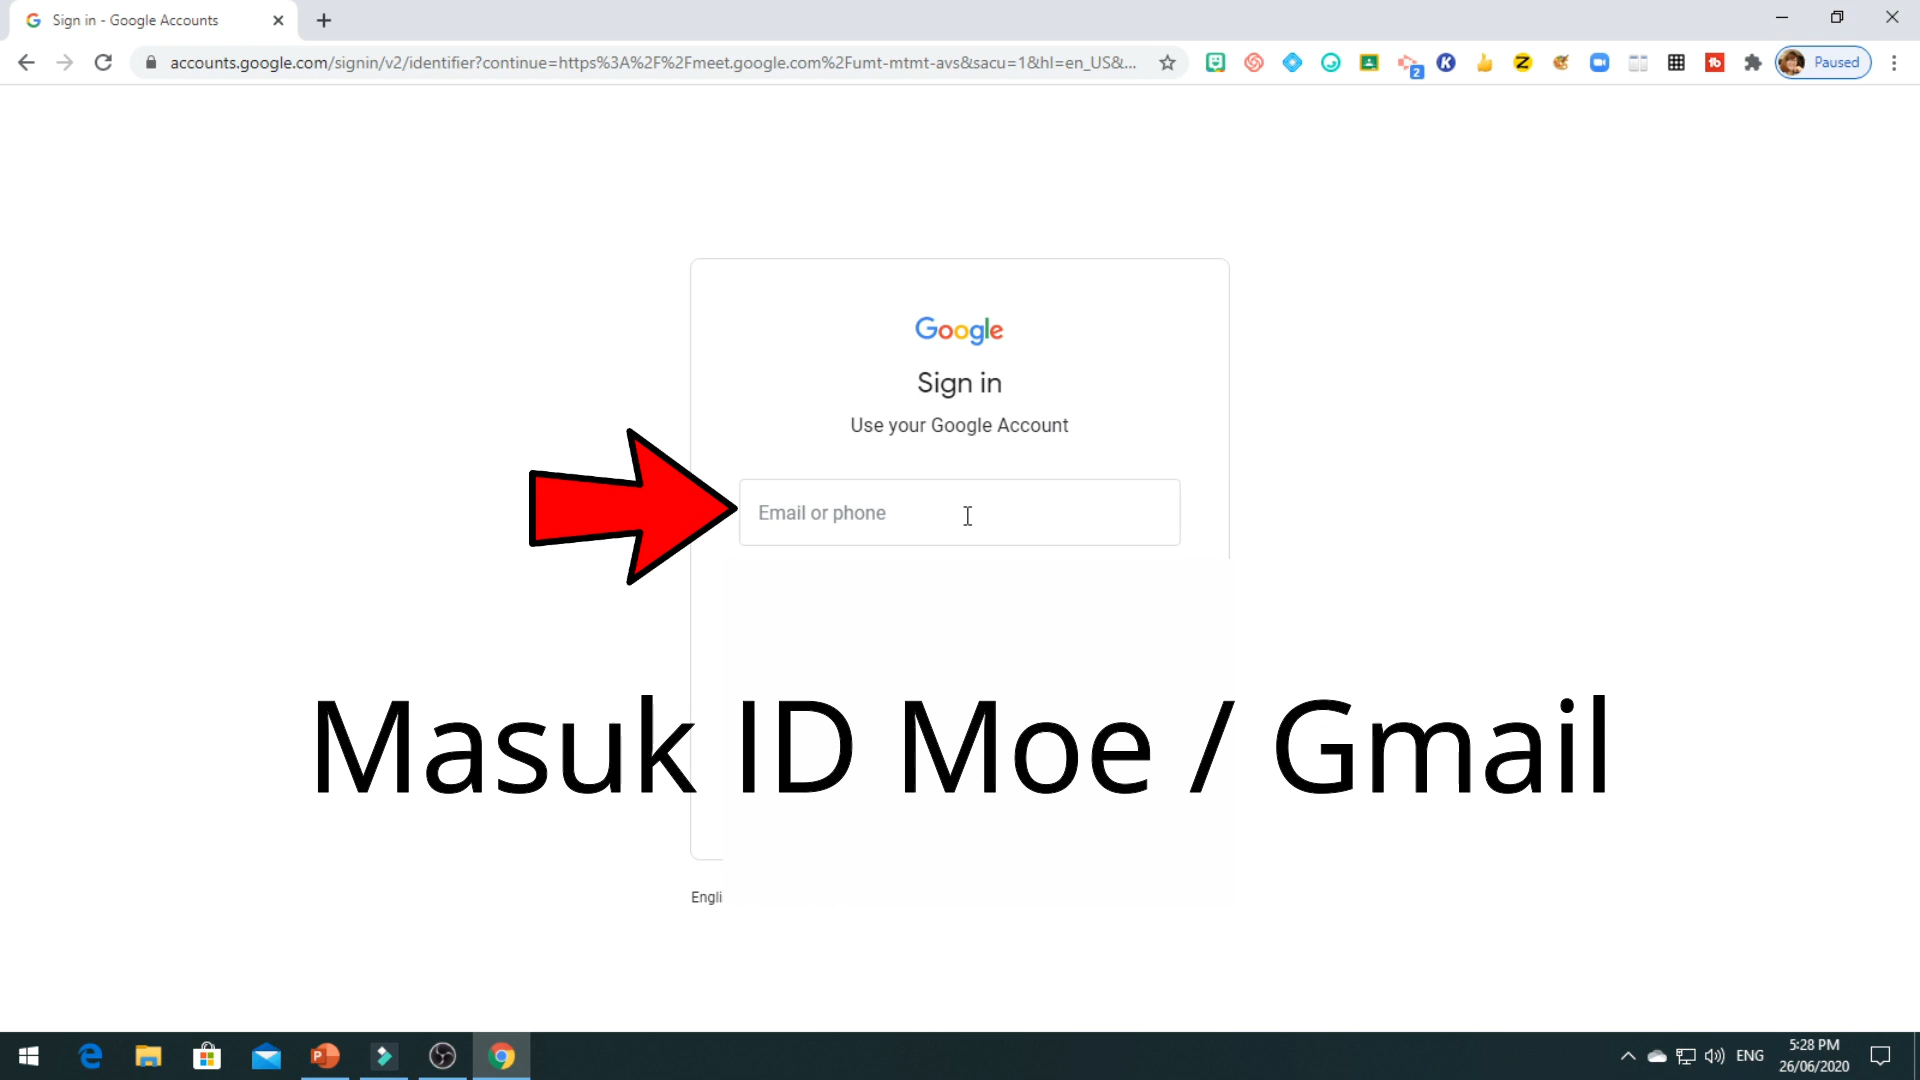 Sign in - Google Accounts
accounts.google.com/signin/v2/identifier?continue=https%3A%2F%2Fmeet.google.com%2Fumt-mtmt-avs&sacu=1&hl=en_US&...
2
K
Z
tb
Paused
Google
Sign in
Use your Google Account
Email or phone
Masuk ID Moe / Gmail
Engli
P
ENG
5:28 PM
26/06/2020